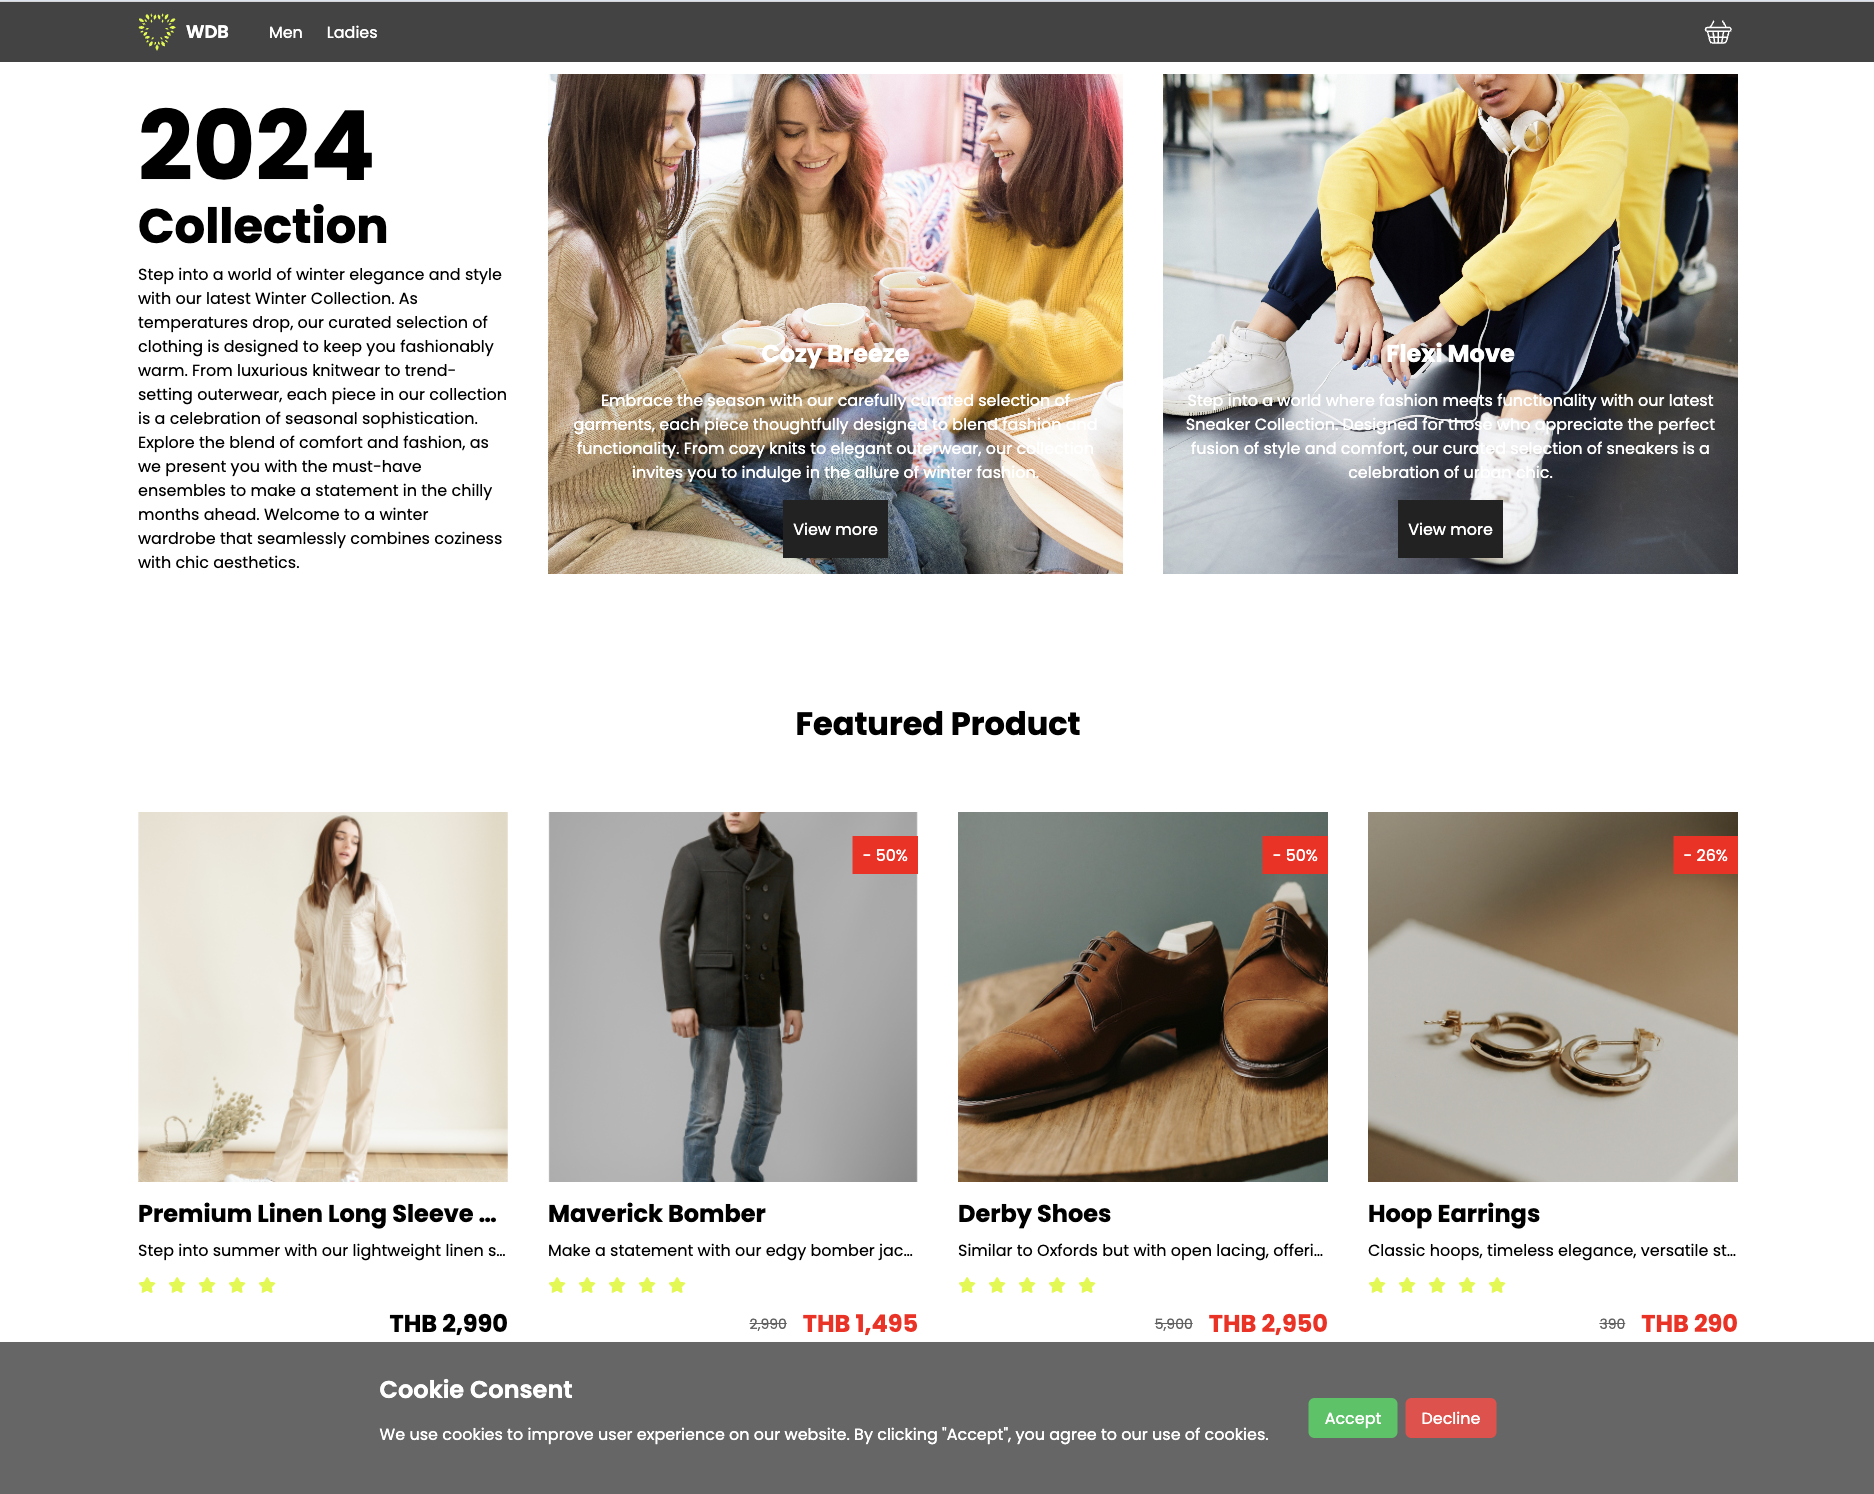 WDB
Men
Ladies
2024
Collection
Step into a world of winter elegance and style
with our latest Winter Collection. As
temperatures drop, our curated selection of
clothing is designed to keep you fashionably
warm. From luxurious knitwear to trend-
setting outerwear, each piece in our collection
is a celebration of seasonal sophistication.
Explore the blend of comfort and fashion, as
we present you with the must-have
ensembles to make a statement in the chilly
months ahead. Welcome to a winter
wardrobe that seamlessly combines coziness
with chic aesthetics.
Cozy Breeze
Embrace the season with our carefully curated selection of
garments, each piece thoughtfully designed to blend fashion and
functionality. From cozy knits to elegant outerwear, our collection
invites you to indulge in the allure of winter fashion.
View more
Flexi Move
Step into a world where fashion meets functionality with our latest
Sneaker Collection. Designed for those who appreciate the perfect
fusion of style and comfort, our curated selection of sneakers is a
celebration of urban chic.
View more
Featured Product
Premium Linen Long Sleeve ...
Step into summer with our lightweight linen s...
THB 2,990
- 50%
Maverick Bomber
Make a statement with our edgy bomber jac...
2,990 THB 1,495
- 50%
Derby Shoes
Similar to Oxfords but with open lacing, offeri...
5,900 THB 2,950
- 26%
Hoop Earrings
Classic hoops, timeless elegance, versatile st...
390 THB 290
Cookie Consent
We use cookies to improve user experience on our website. By clicking "Accept", you agree to our use of cookies.
Accept
Decline